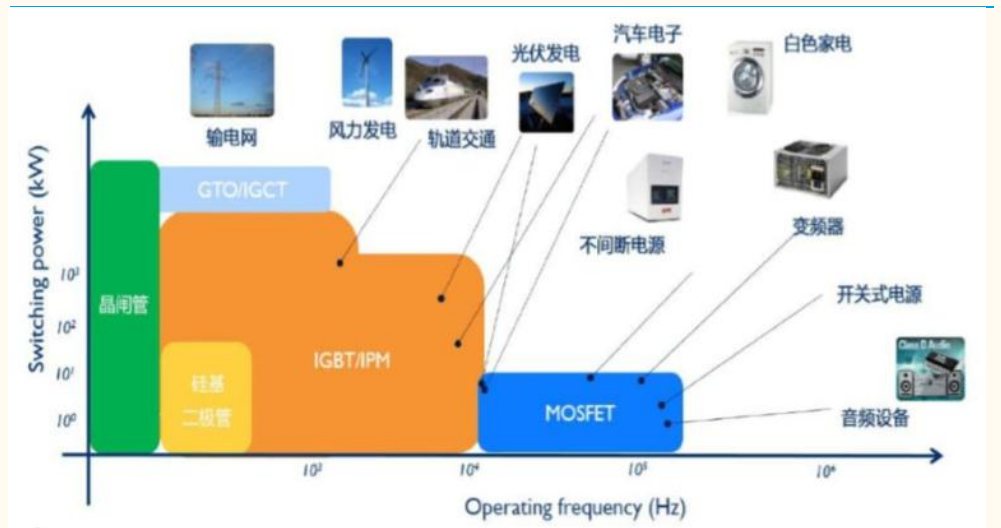 汽车电子
白色家电
光伏发电
输电网
风力发电
轨道交通
Switching power (kW)
GTO/IGCT
变频器
不间断电源
10³
晶闸管
开关式电源
10²
IGBT/IPM
Class D Audio
10¹
硅基
二极管
MOSFET
10⁰
音频设备
10³
10⁴
10⁵
10⁶
Operating frequency (Hz)